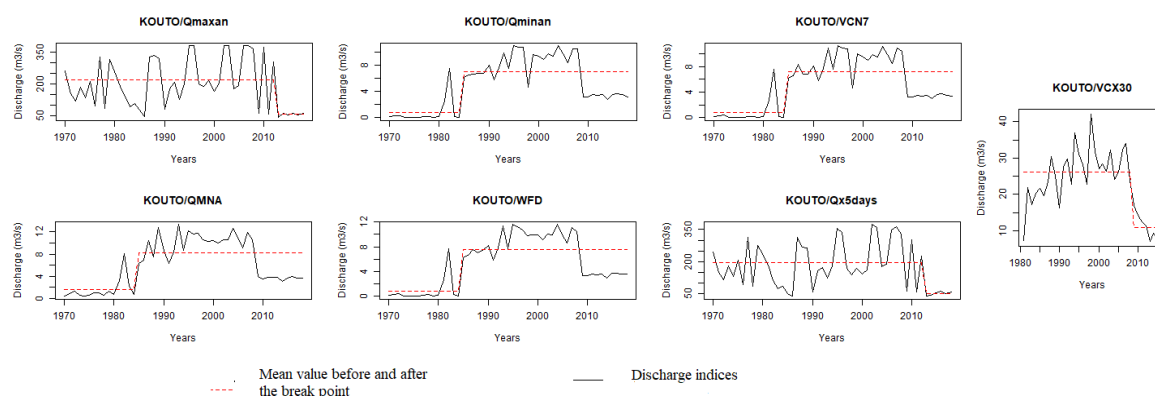 KOUTO/Qmaxan
Discharge (m3/s)
350
200
50
1970 1980 1990 2000 2010
Years
KOUTO/Qminan
Discharge (m3/s)
8
4
0
1970 1980 1990 2000 2010
Years
KOUTO/VCN7
Discharge (m3/s)
8
4
0
1970 1980 1990 2000 2010
Years
KOUTO/VCX30
Discharge (m3/s)
40
30
20
10
1980 1990 2000 2010
Years
KOUTO/QMNA
Discharge (m3/s)
12
8
4
0
1970 1980 1990 2000 2010
Years
KOUTO/WFD
Discharge (m3/s)
12
8
4
0
1970 1980 1990 2000 2010
Years
KOUTO/Qx5days
Discharge (m3/s)
350
200
50
1970 1980 1990 2000 2010
Years
Mean value before and after
the break point
Discharge indices